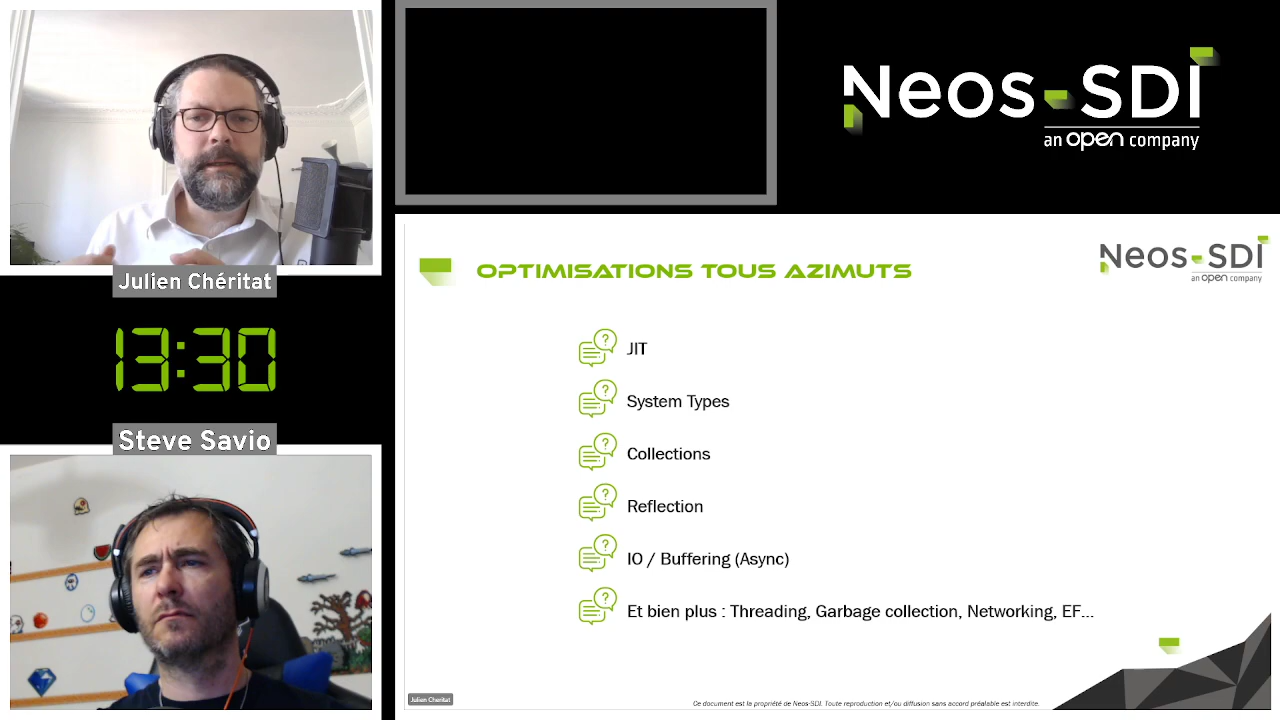 Julien Chéritat
13:30
Steve Savio
Neos-SDI
an open company
OPTIMISATIONS TOUS AZIMUTS
Neos-SDI
an open company
JIT
System Types
Collections
Reflection
IO / Buffering (Async)
Et bien plus : Threading, Garbage collection, Networking, EF...
Julien Cheritat
Ce document est la propriété de Neos-SDI. Toute reproduction et/ou diffusion sans accord préalable est interdite.